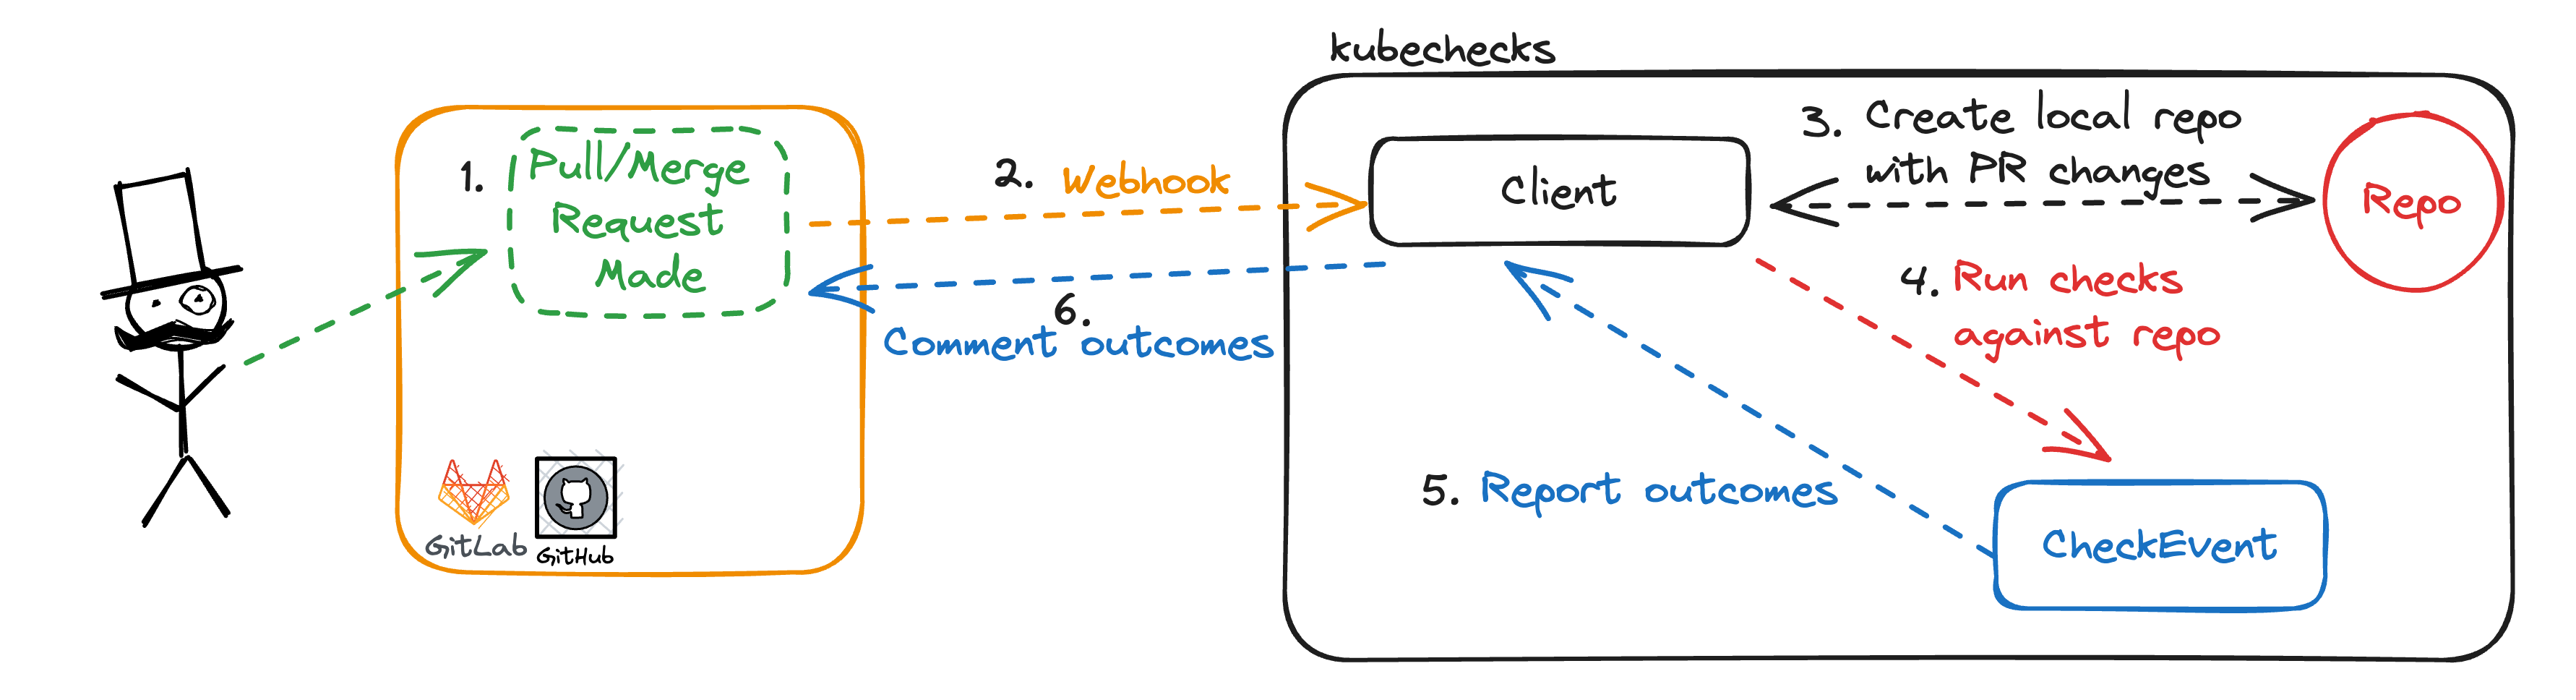 kubechecks
1.
Pull/Merge
Request
Made
2. Webhook
Client
3. Create local repo
with PR changes
Repo
4. Run checks
against repo
6.
Comment outcomes
5. Report outcomes
CheckEvent
GitLab
GitHub